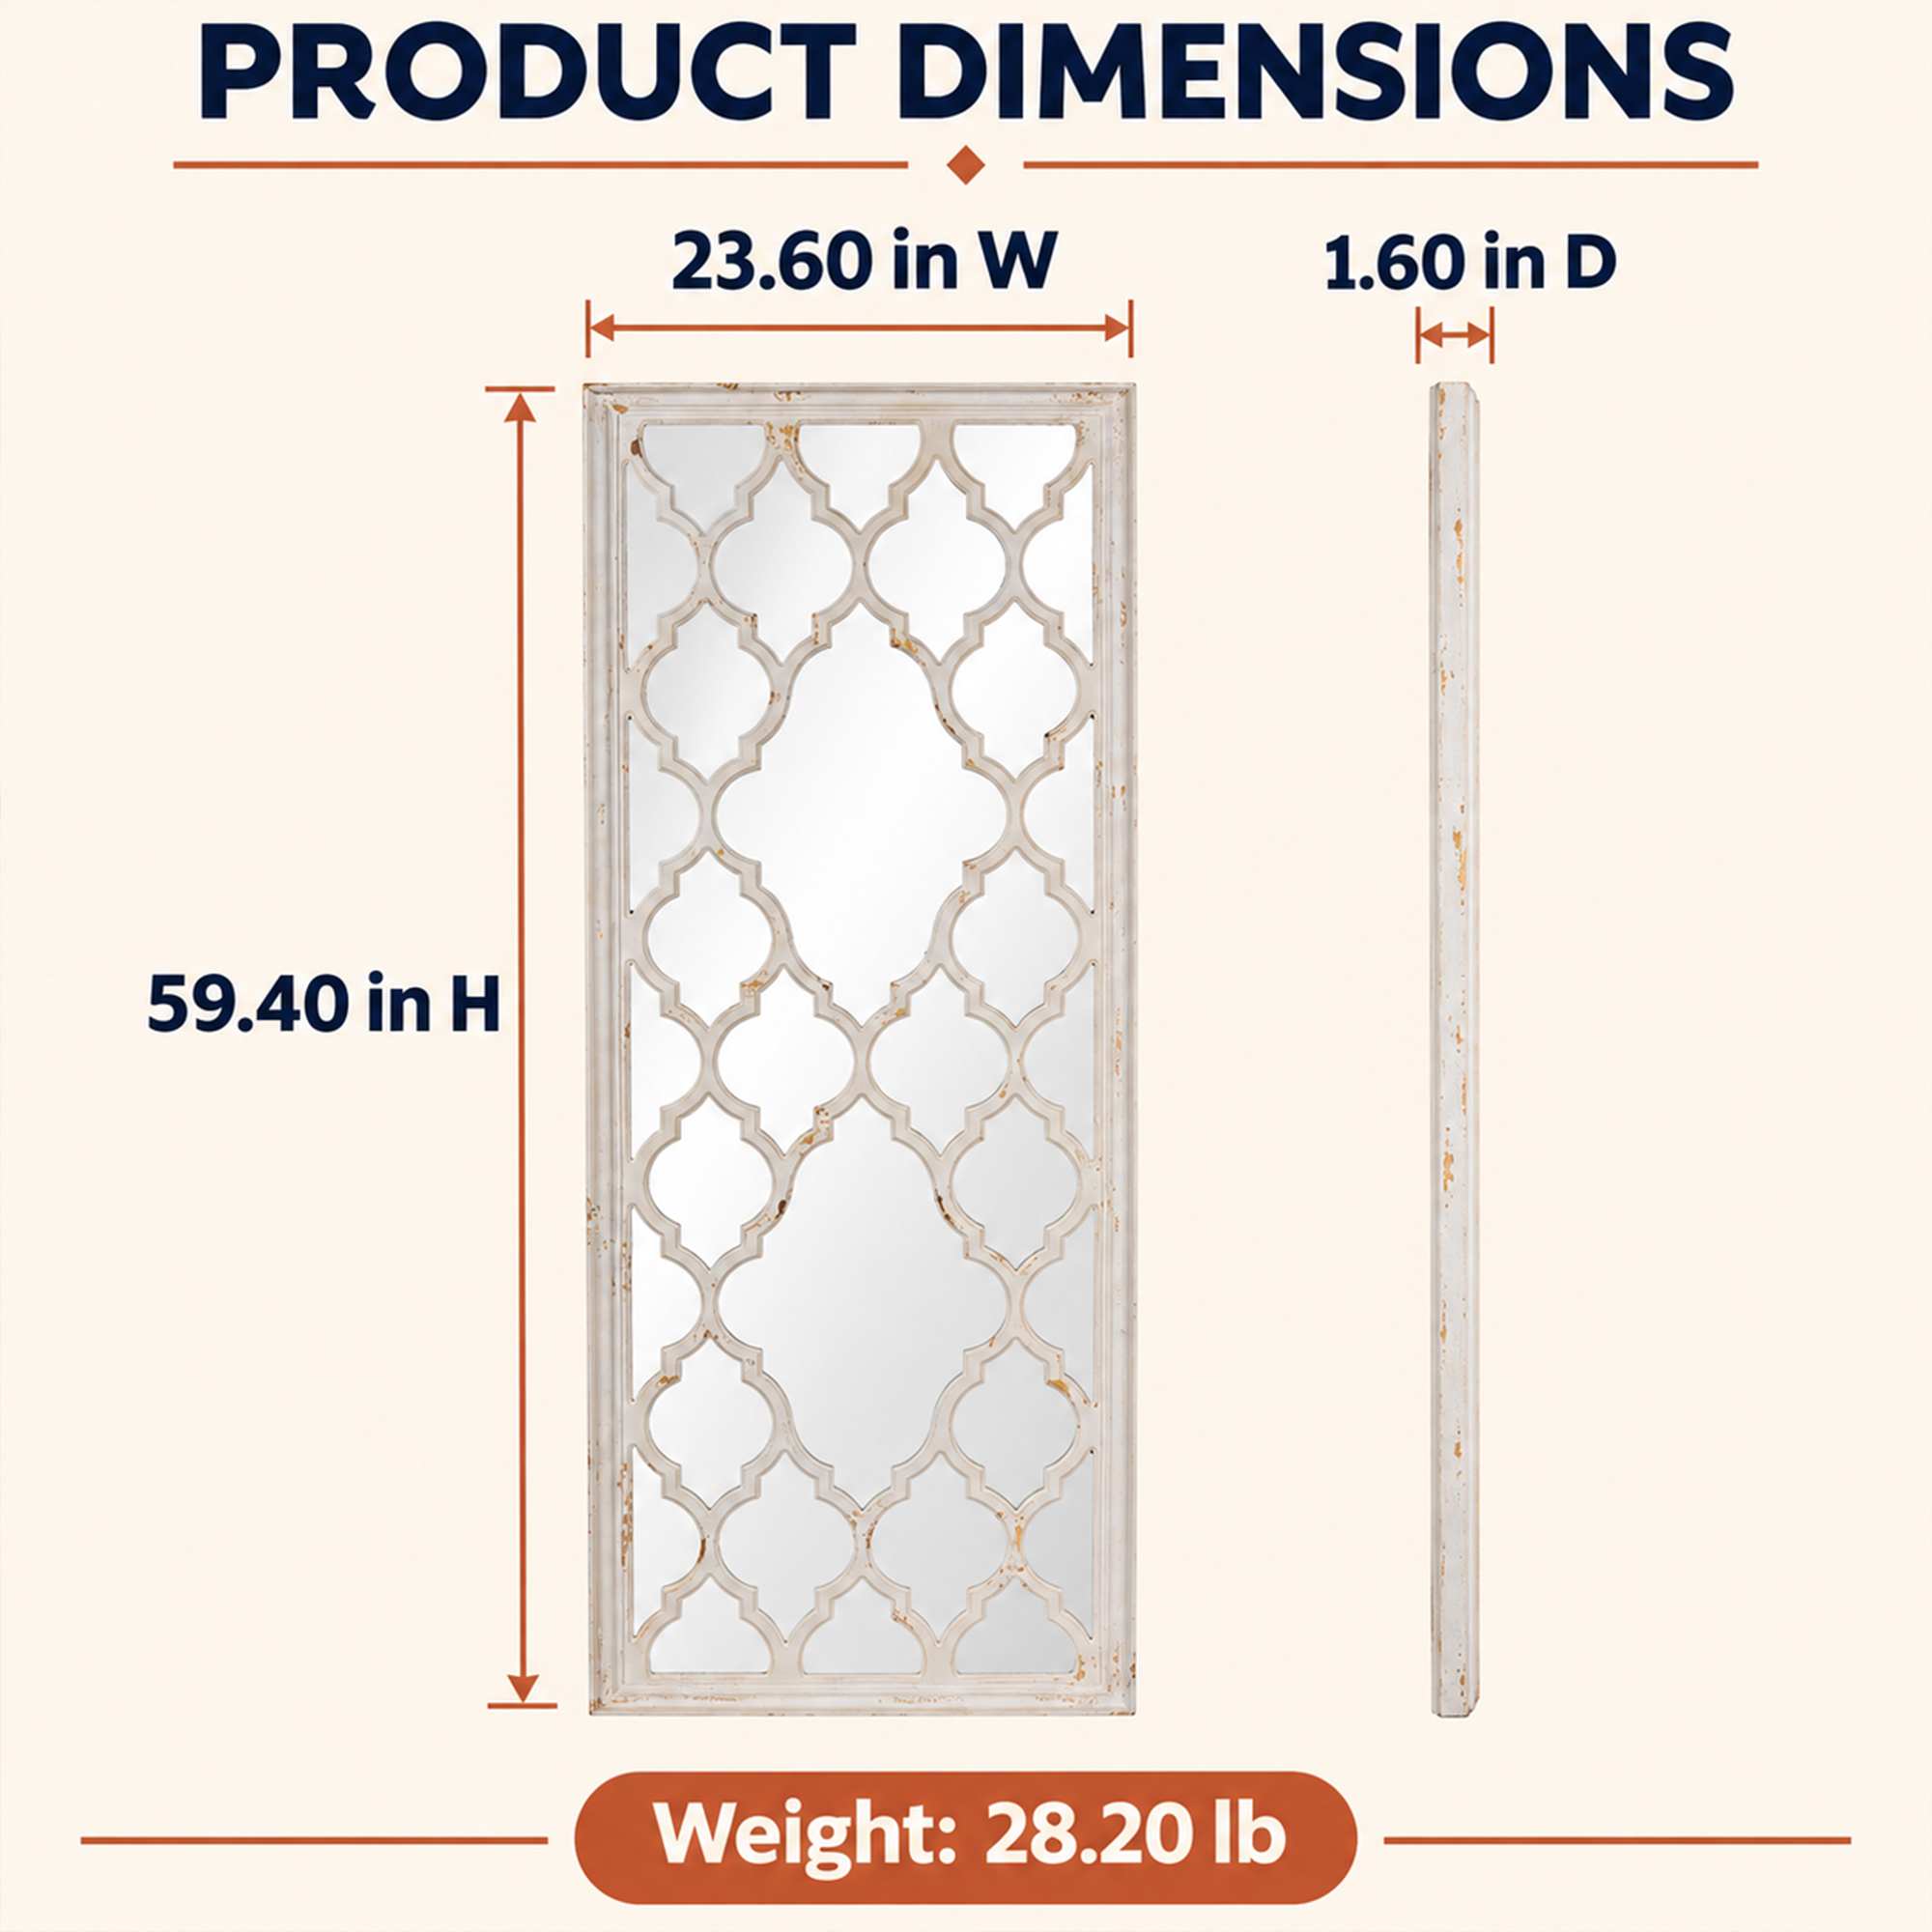 PRODUCT DIMENSIONS
23.60 in W
1.60 in D
59.40 in H
Weight: 28.20 lb